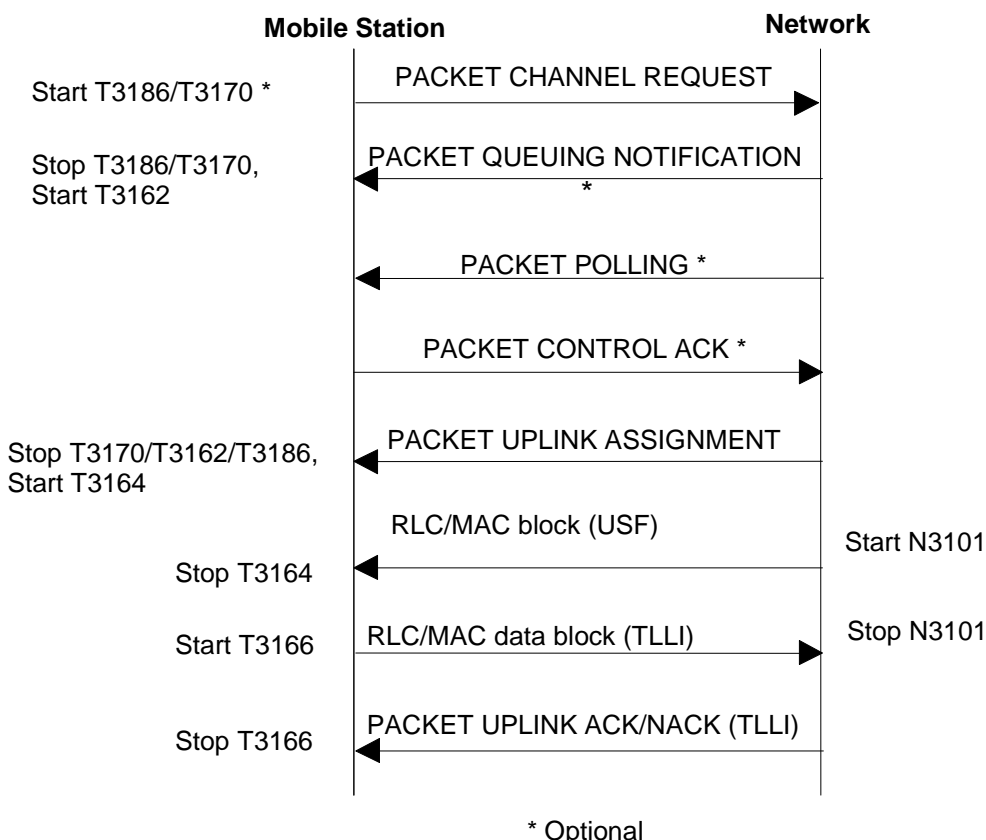 Mobile Station
Network
PACKET CHANNEL REQUEST
Start T3186/T3170 *
PACKET QUEUING NOTIFICATION
*
Stop T3186/T3170,
Start T3162
PACKET POLLING *
PACKET CONTROL ACK *
PACKET UPLINK ASSIGNMENT
Stop T3170/T3162/T3186,
Start T3164
RLC/MAC block (USF)
Start N3101
Stop T3164
Start T3166
RLC/MAC data block (TLLI)
Stop N3101
PACKET UPLINK ACK/NACK (TLLI)
Stop T3166
* Optional